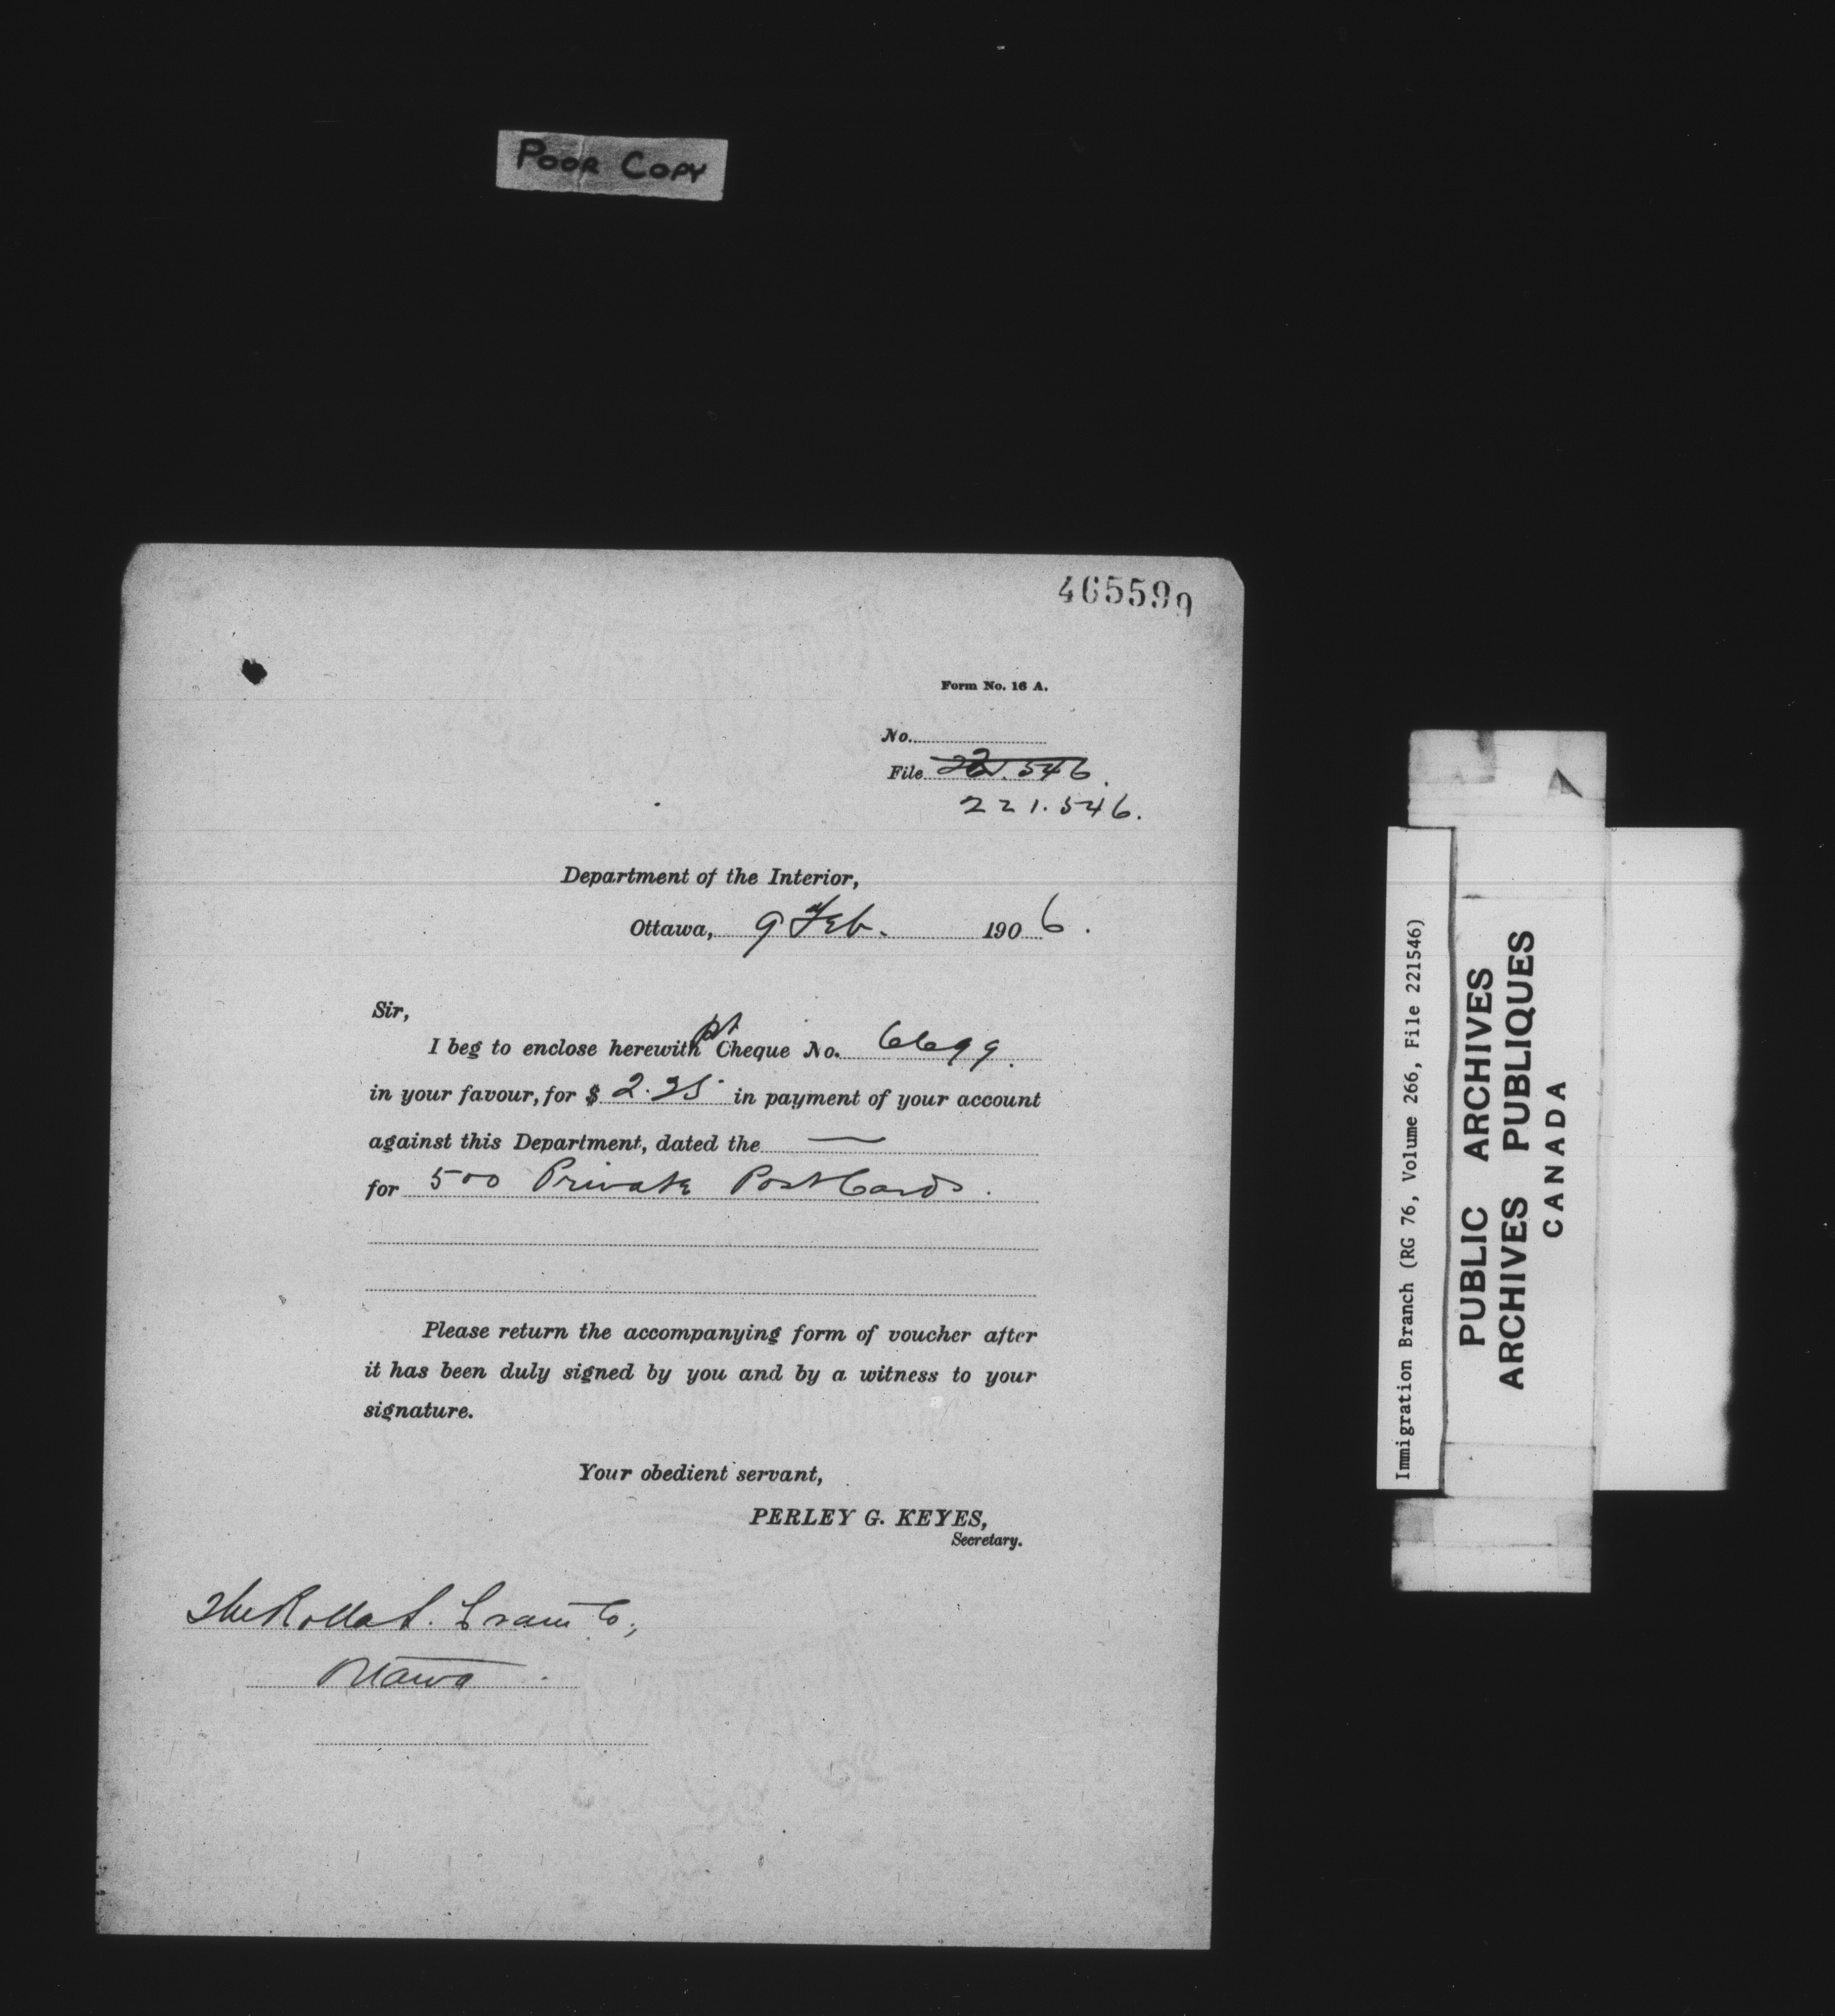 POOR COPY
465599
Form No. 16 A.
No.
File 221.546.
221.546.
Department of the Interior,
Ottawa, 9 Feb. 1906.
Sir,
I beg to enclose herewith Cheque No. 6699.
in your favour, for $ 2.25 in payment of your account
against this Department, dated the —
for 500 Private Post Cards.
Please return the accompanying form of voucher after
it has been duly signed by you and by a witness to your
signature.
Your obedient servant,
PERLEY G. KEYES,
Secretary.
The Rolla L. Crain Co.,
Ottawa
Immigration Branch (RG 76, Volume 266, File 221546)
PUBLIC ARCHIVES
ARCHIVES PUBLIQUES
CANADA